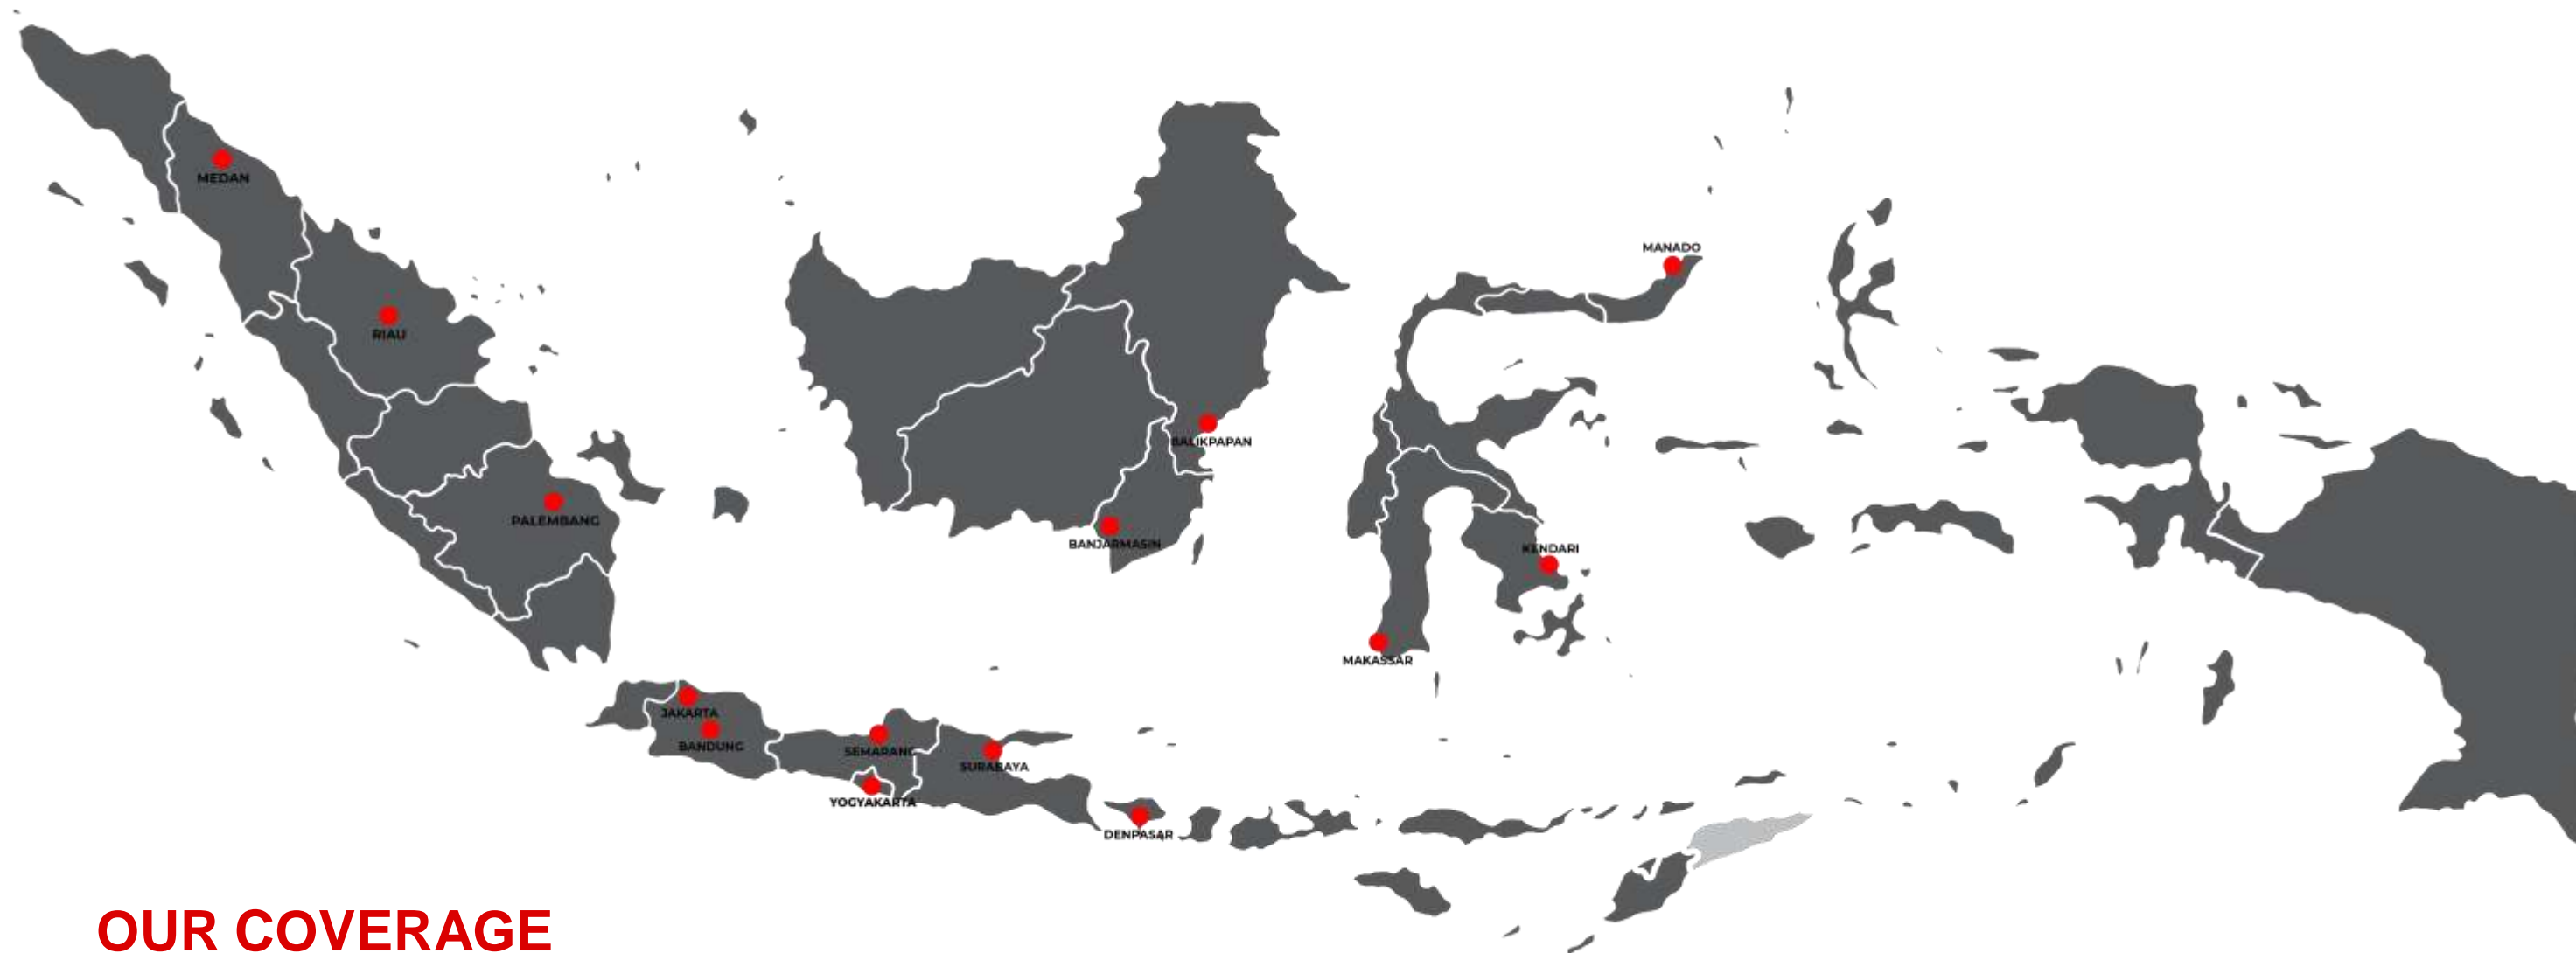 MEDAN
MANADO
RIAU
BALIKPAPAN
PALEMBANG
BANJARMASIN
KENDARI
MAKASSAR
JAKARTA
BANDUNG
SEMARANG
SURABAYA
YOGYAKARTA
DENPASAR
OUR COVERAGE